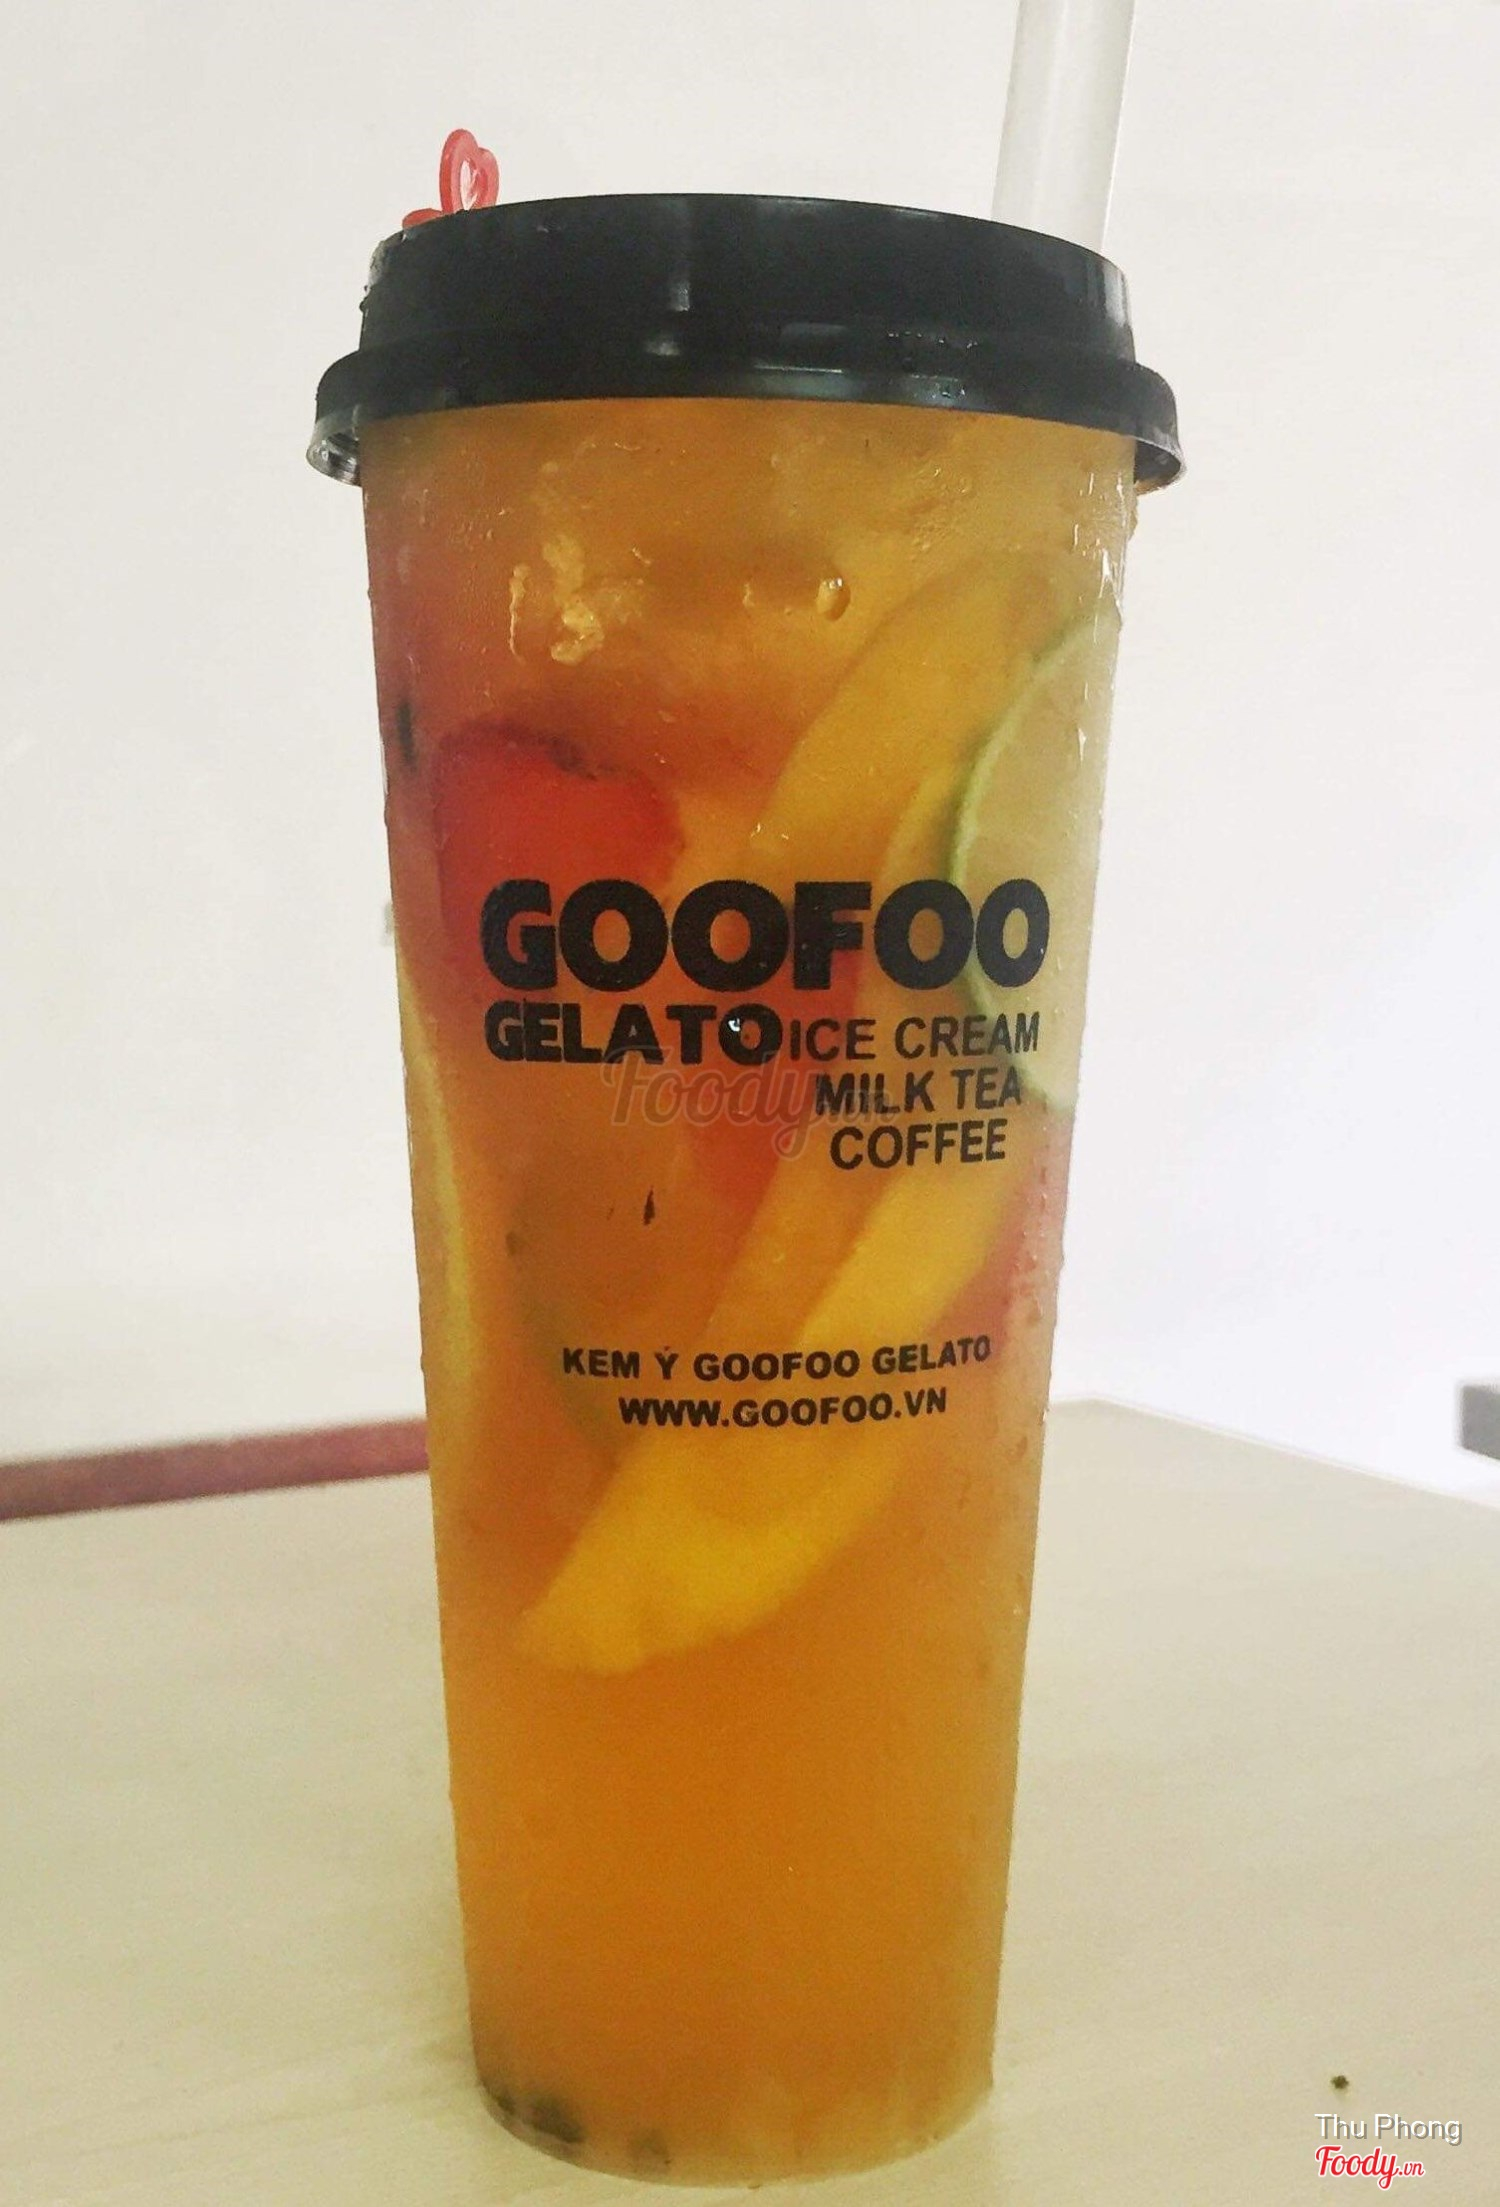 GOOFOO
GELATO ICE CREAM
MILK TEA
COFFEE
Foody.vn
KEM Ý GOOFOO GELATO
WWW.GOOFOO.VN
Thu Phong
Foody.vn